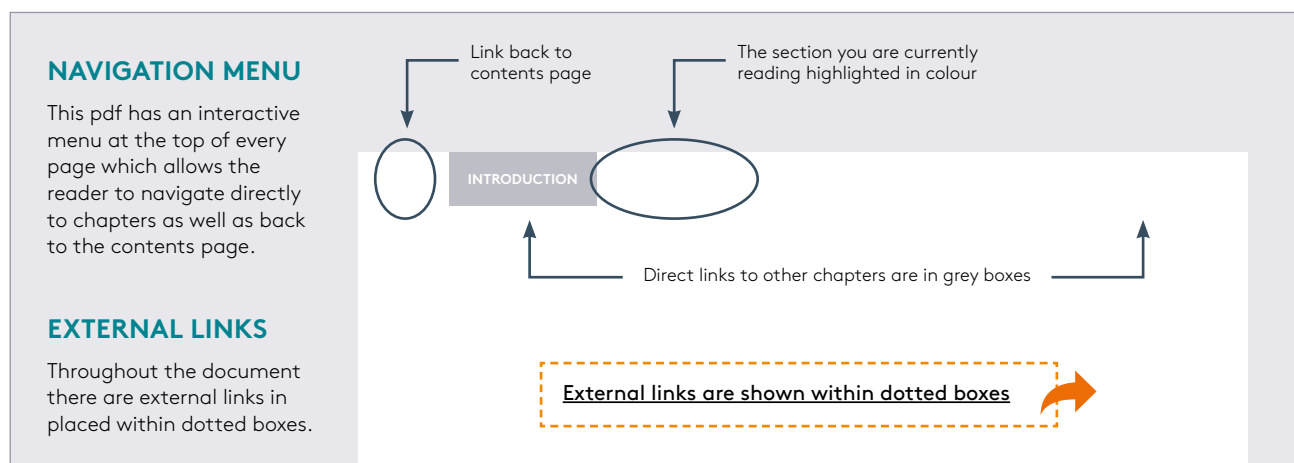 NAVIGATION MENU
This pdf has an interactive
menu at the top of every
page which allows the
reader to navigate directly
to chapters as well as back
to the contents page.
EXTERNAL LINKS
Throughout the document
there are external links in
placed within dotted boxes.
Link back to
contents page
The section you are currently
reading highlighted in colour
INTRODUCTION
Direct links to other chapters are in grey boxes
External links are shown within dotted boxes